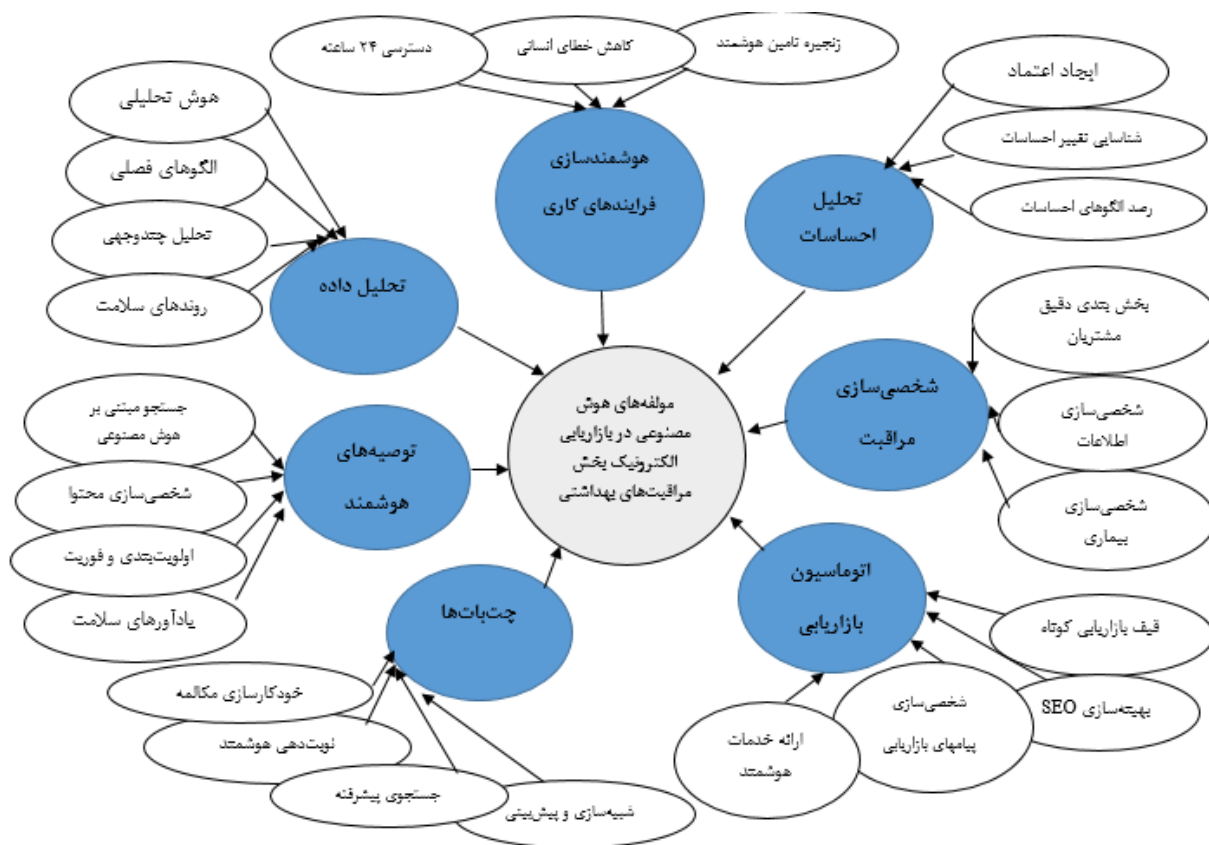 زنجیره تامین هوشمند
کاهش خطای انسانی
دسترسی ۲۴ ساعته
هوشمندسازی
فرایندهای کاری
ایجاد اعتماد
شناسایی تغییر احساسات
رصد الگوهای احساسات
تحلیل
احساسات
بخش بندی دقیق
مشتریان
شخصی‌سازی
اطلاعات
شخصی‌سازی
بیماری
شخصی‌سازی
مراقبت
قیف بازاریابی کوتاه
بهینه‌سازی SEO
شخصی‌سازی
پیامهای بازاریابی
ارائه خدمات
هوشمند
اتوماسیون
بازاریابی
مولفه‌های هوش
مصنوعی در بازاریابی
الکترونیک بخش
مراقبت‌های بهداشتی
هوش تحلیلی
الگوهای فصلی
تحلیل چندوجهی
روندهای سلامت
تحلیل داده
جستجو مبتنی بر
هوش مصنوعی
شخصی‌سازی محتوا
اولویت‌بندی و فوریت
یادآورهای سلامت
توصیه‌های
هوشمند
چت‌بات‌ها
خودکارسازی مکالمه
نوبت‌دهی هوشمند
جستجوی پیشرفته
شبیه‌سازی و پیش‌بینی